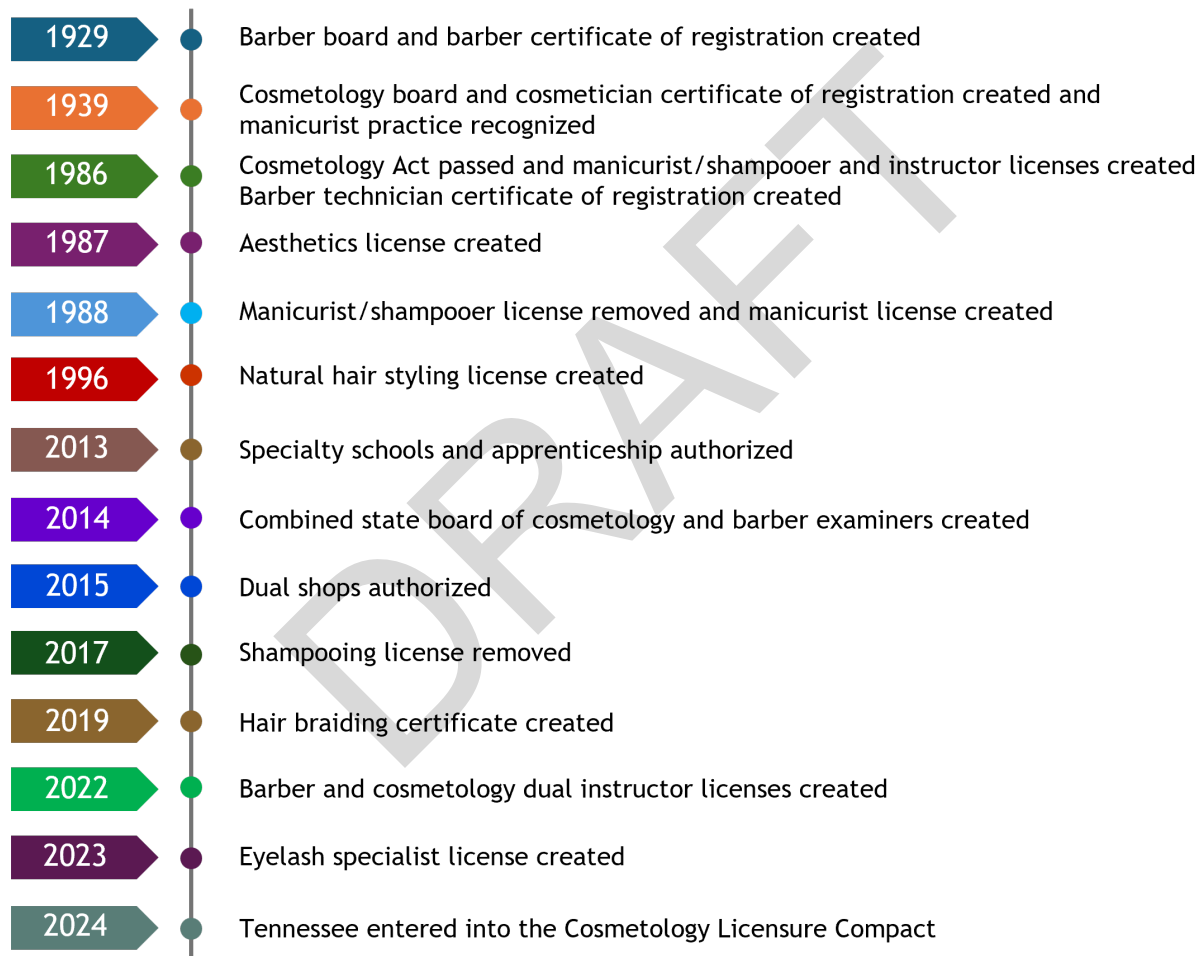 1929
Barber board and barber certificate of registration created
1939
Cosmetology board and cosmetician certificate of registration created and
manicurist practice recognized
1986
Cosmetology Act passed and manicurist/shampooer and instructor licenses created
Barber technician certificate of registration created
1987
Aesthetics license created
1988
Manicurist/shampooer license removed and manicurist license created
1996
Natural hair styling license created
2013
Specialty schools and apprenticeship authorized
2014
Combined state board of cosmetology and barber examiners created
2015
Dual shops authorized
2017
Shampooing license removed
2019
Hair braiding certificate created
2022
Barber and cosmetology dual instructor licenses created
2023
Eyelash specialist license created
2024
Tennessee entered into the Cosmetology Licensure Compact
DRAFT